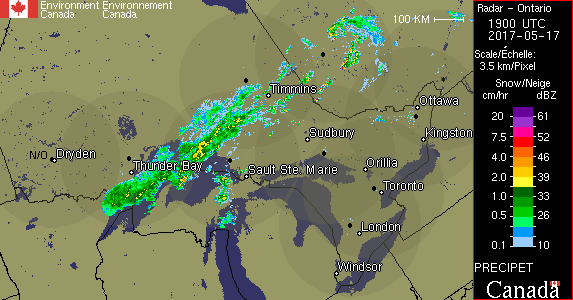 Environment Environnement
Canada Canada
100 KM
Timmins
Ottawa
Sudbury
Kingston
N/O
Dryden
Thunder Bay
Sault Ste. Marie
Orillia
Toronto
London
Windsor
Radar - Ontario
1900 UTC
2017-05-17
Scale/Échelle:
3.5 km/Pixel
Snow/Neige
cm/hr dBZ
20 61
7.5 52
4.0 46
2.0 39
1.0 33
0.5 26
0.1 10
PRECIPET
Canada